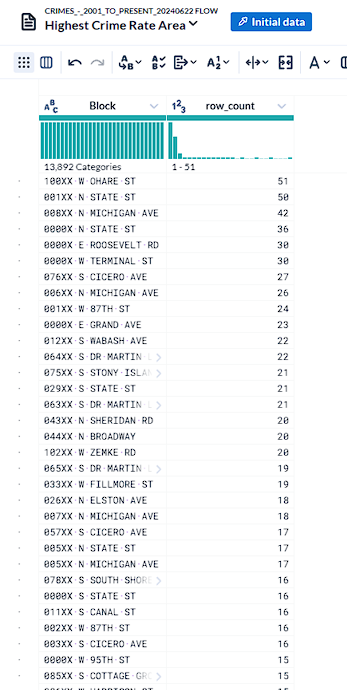 CRIMES_-_2001_TO_PRESENT_20240622 FLOW
Highest Crime Rate Area
Initial data
ABC Block
123 row_count
13,892 Categories
1 - 51
100XX·W·OHARE·ST 51
001XX·N·STATE·ST 50
008XX·N·MICHIGAN·AVE 42
0000X·N·STATE·ST 36
0000X·E·ROOSEVELT·RD 30
0000X·W·TERMINAL·ST 30
076XX·S·CICERO·AVE 27
006XX·N·MICHIGAN·AVE 26
001XX·W·87TH·ST 24
0000X·E·GRAND·AVE 23
012XX·S·WABASH·AVE 22
064XX·S·DR·MARTIN·L 22
075XX·S·STONY·ISLA 21
029XX·S·STATE·ST 21
063XX·S·DR·MARTIN·L 21
043XX·N·SHERIDAN·RD 20
044XX·N·BROADWAY 20
102XX·W·ZEMKE·RD 20
065XX·S·DR·MARTIN·L 19
033XX·W·FILLMORE·ST 19
026XX·N·ELSTON·AVE 18
007XX·N·MICHIGAN·AVE 18
057XX·S·CICERO·AVE 17
005XX·N·STATE·ST 17
005XX·N·MICHIGAN·AVE 17
078XX·S·SOUTH·SHORE 16
0000X·S·STATE·ST 16
011XX·S·CANAL·ST 16
002XX·W·87TH·ST 16
003XX·S·CICERO·AVE 16
0000X·W·95TH·ST 15
085XX·S·COTTAGE·GR 15